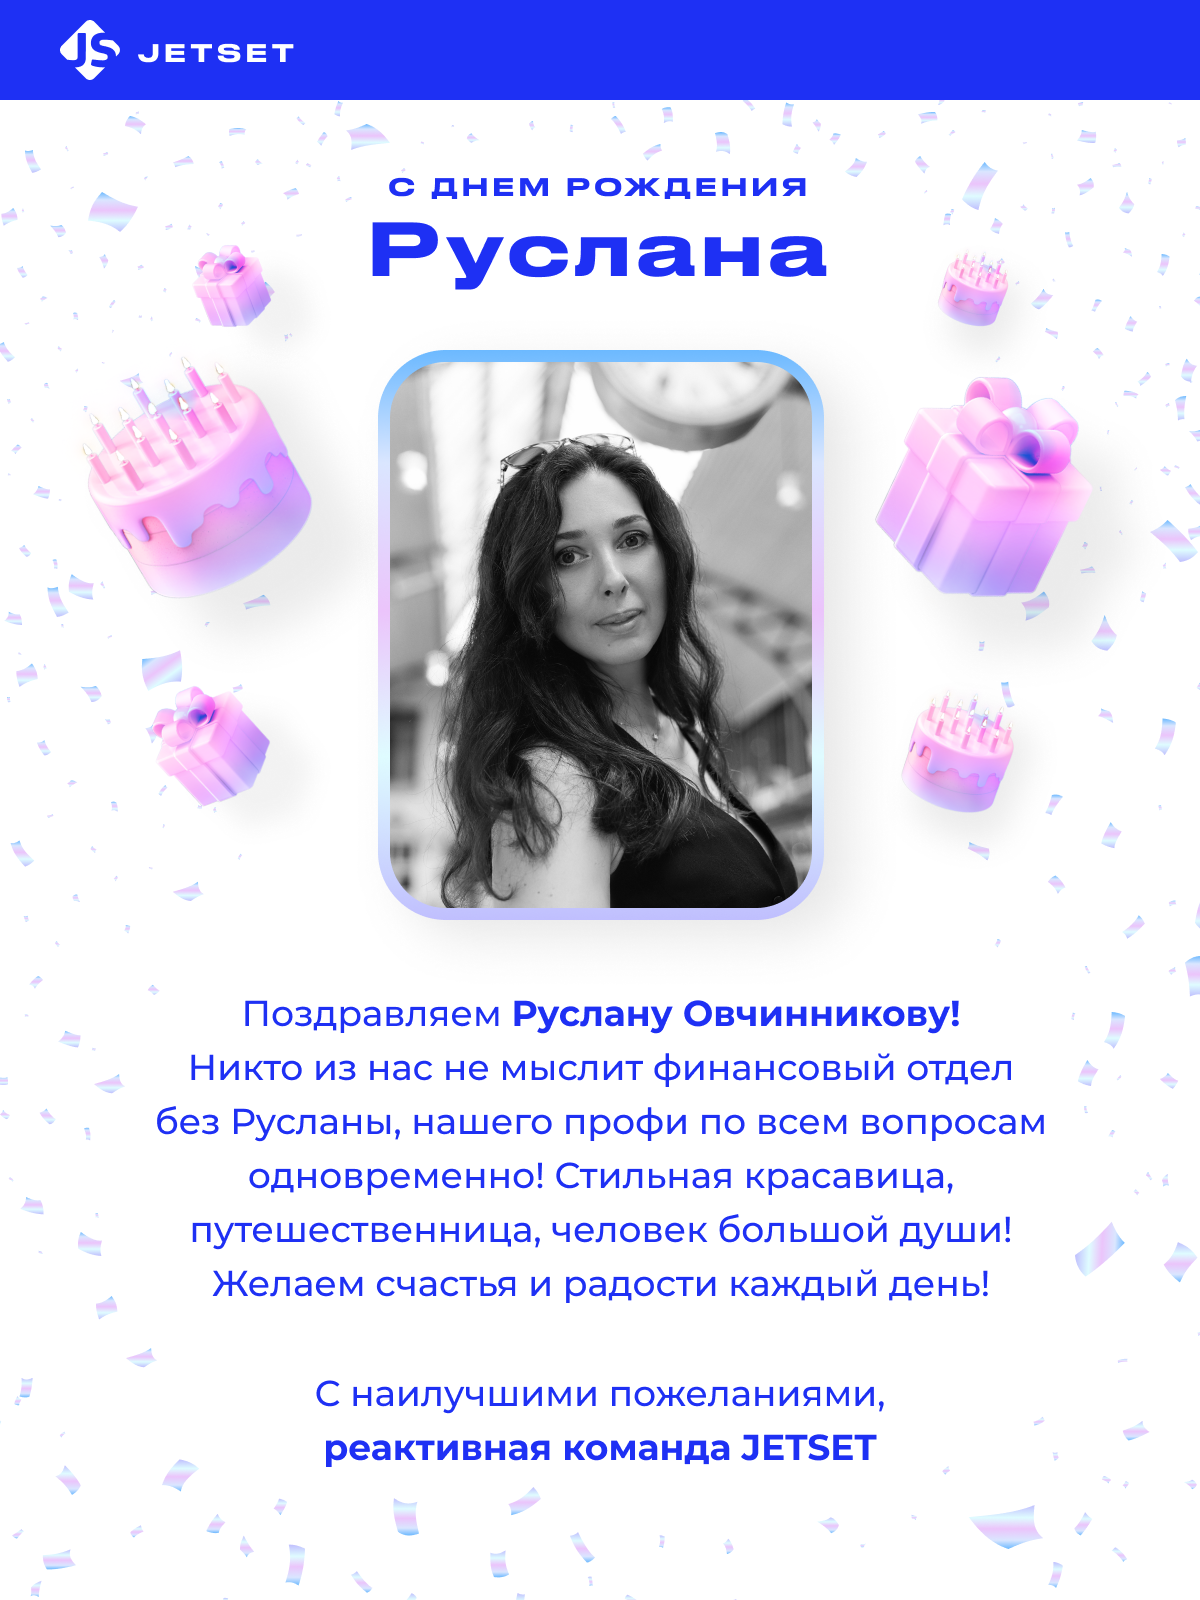 JS JETSET
С ДНЕМ РОЖДЕНИЯ
Руслана
Поздравляем Руслану Овчинникову!
Никто из нас не мыслит финансовый отдел
без Русланы, нашего профи по всем вопросам
одновременно! Стильная красавица,
путешественница, человек большой души!
Желаем счастья и радости каждый день!
С наилучшими пожеланиями,
реактивная команда JETSET